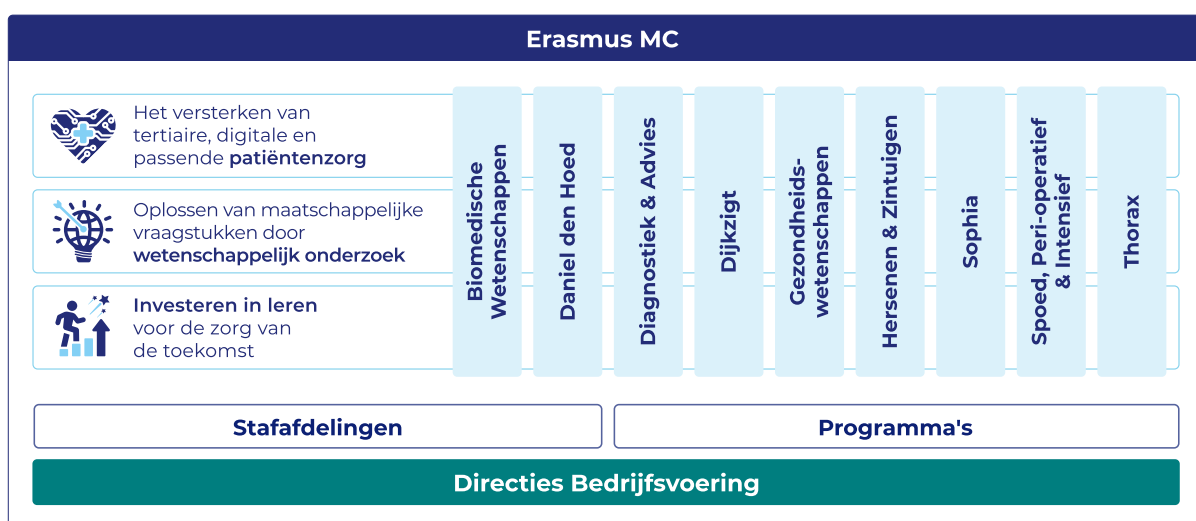 Erasmus MC
Het versterken van
tertiaire, digitale en
passende patiëntenzorg
Oplossen van maatschappelijke
vraagstukken door
wetenschappelijk onderzoek
Investeren in leren
voor de zorg van
de toekomst
Biomedische
Wetenschappen
Daniel den Hoed
Diagnostiek & Advies
Dijkzigt
Gezondheids-
wetenschappen
Hersenen & Zintuigen
Sophia
Spoed, Peri-operatief
& Intensief
Thorax
Stafafdelingen
Programma's
Directies Bedrijfsvoering